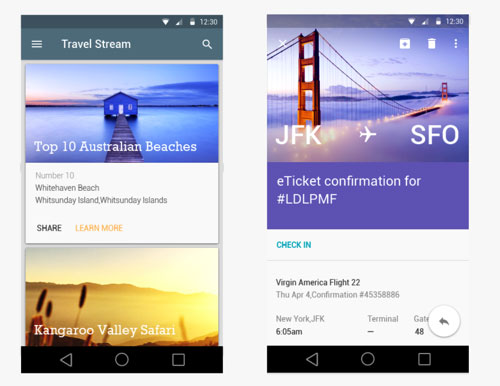 12:30
Travel Stream
Top 10 Australian Beaches
Number 10
Whitehaven Beach
Whitsunday Island,Whitsunday Islands
SHARE LEARN MORE
Kangaroo Valley Safari
12:30
JFK SFO
eTicket confirmation for
#LDLPMF
CHECK IN
Virgin America Flight 22
Thu Apr 4,Confirmation #45358886
New York,JFK Terminal Gate
6:05am — 48